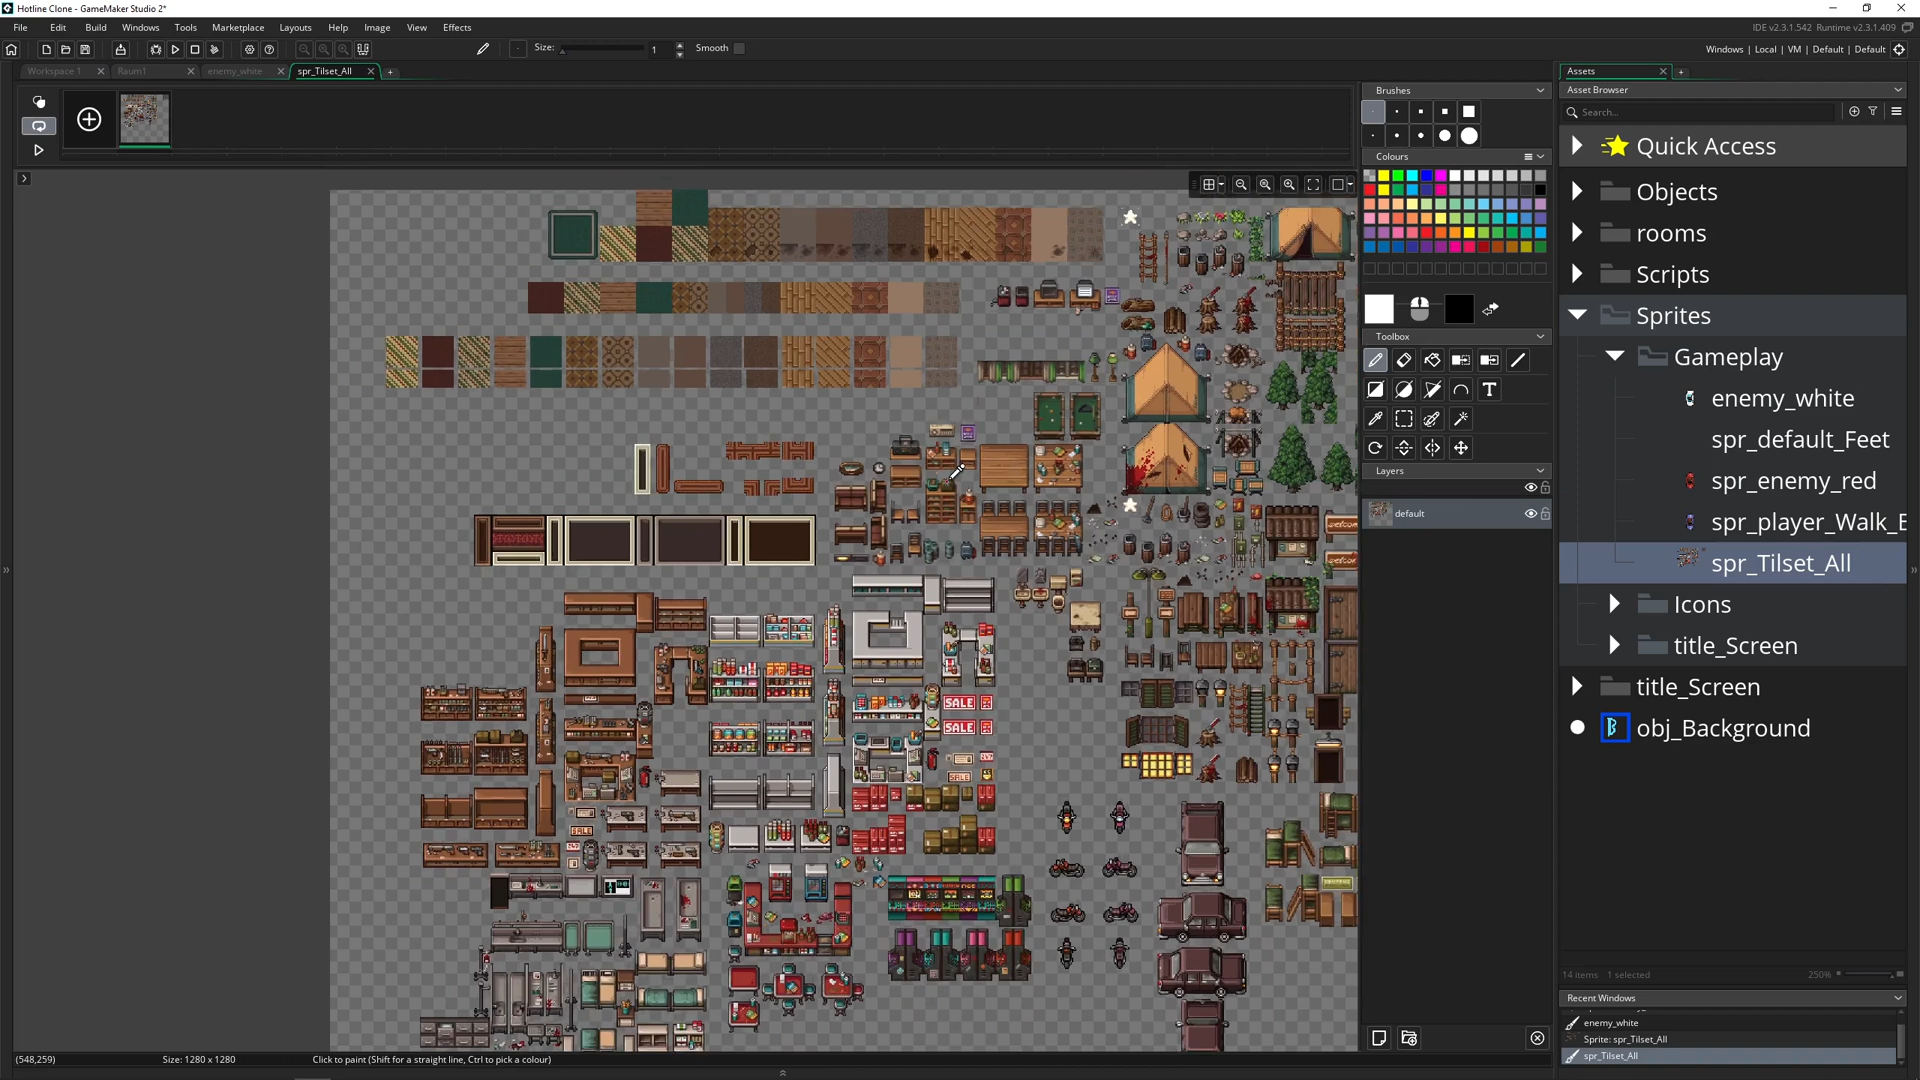 Hotline Clone - GameMaker Studio 2*
File Edit Build Windows Tools Marketplace Layouts Help Image View Effects
IDE v2.3.1.542 Runtime v2.3.1.409
Size: 1 Smooth
Windows | Local | VM | Default | Default
Workspace 1
Raum1
enemy_white
spr_Tilset_All
Assets
Brushes
Asset Browser
Search...
Colours
Quick Access
Objects
rooms
Scripts
Sprites
Toolbox
Gameplay
enemy_white
spr_default_Feet
Layers
spr_enemy_red
default
spr_player_Walk_E
spr_Tilset_All
Icons
title_Screen
title_Screen
obj_Background
SALE
SALE
SALE
SALE
14 items 1 selected
250%
Recent Windows
enemy_white
Sprite: spr_Tilset_All
spr_Tilset_All
(548,259)
Size: 1280 x 1280
Click to paint (Shift for a straight line, Ctrl to pick a colour)